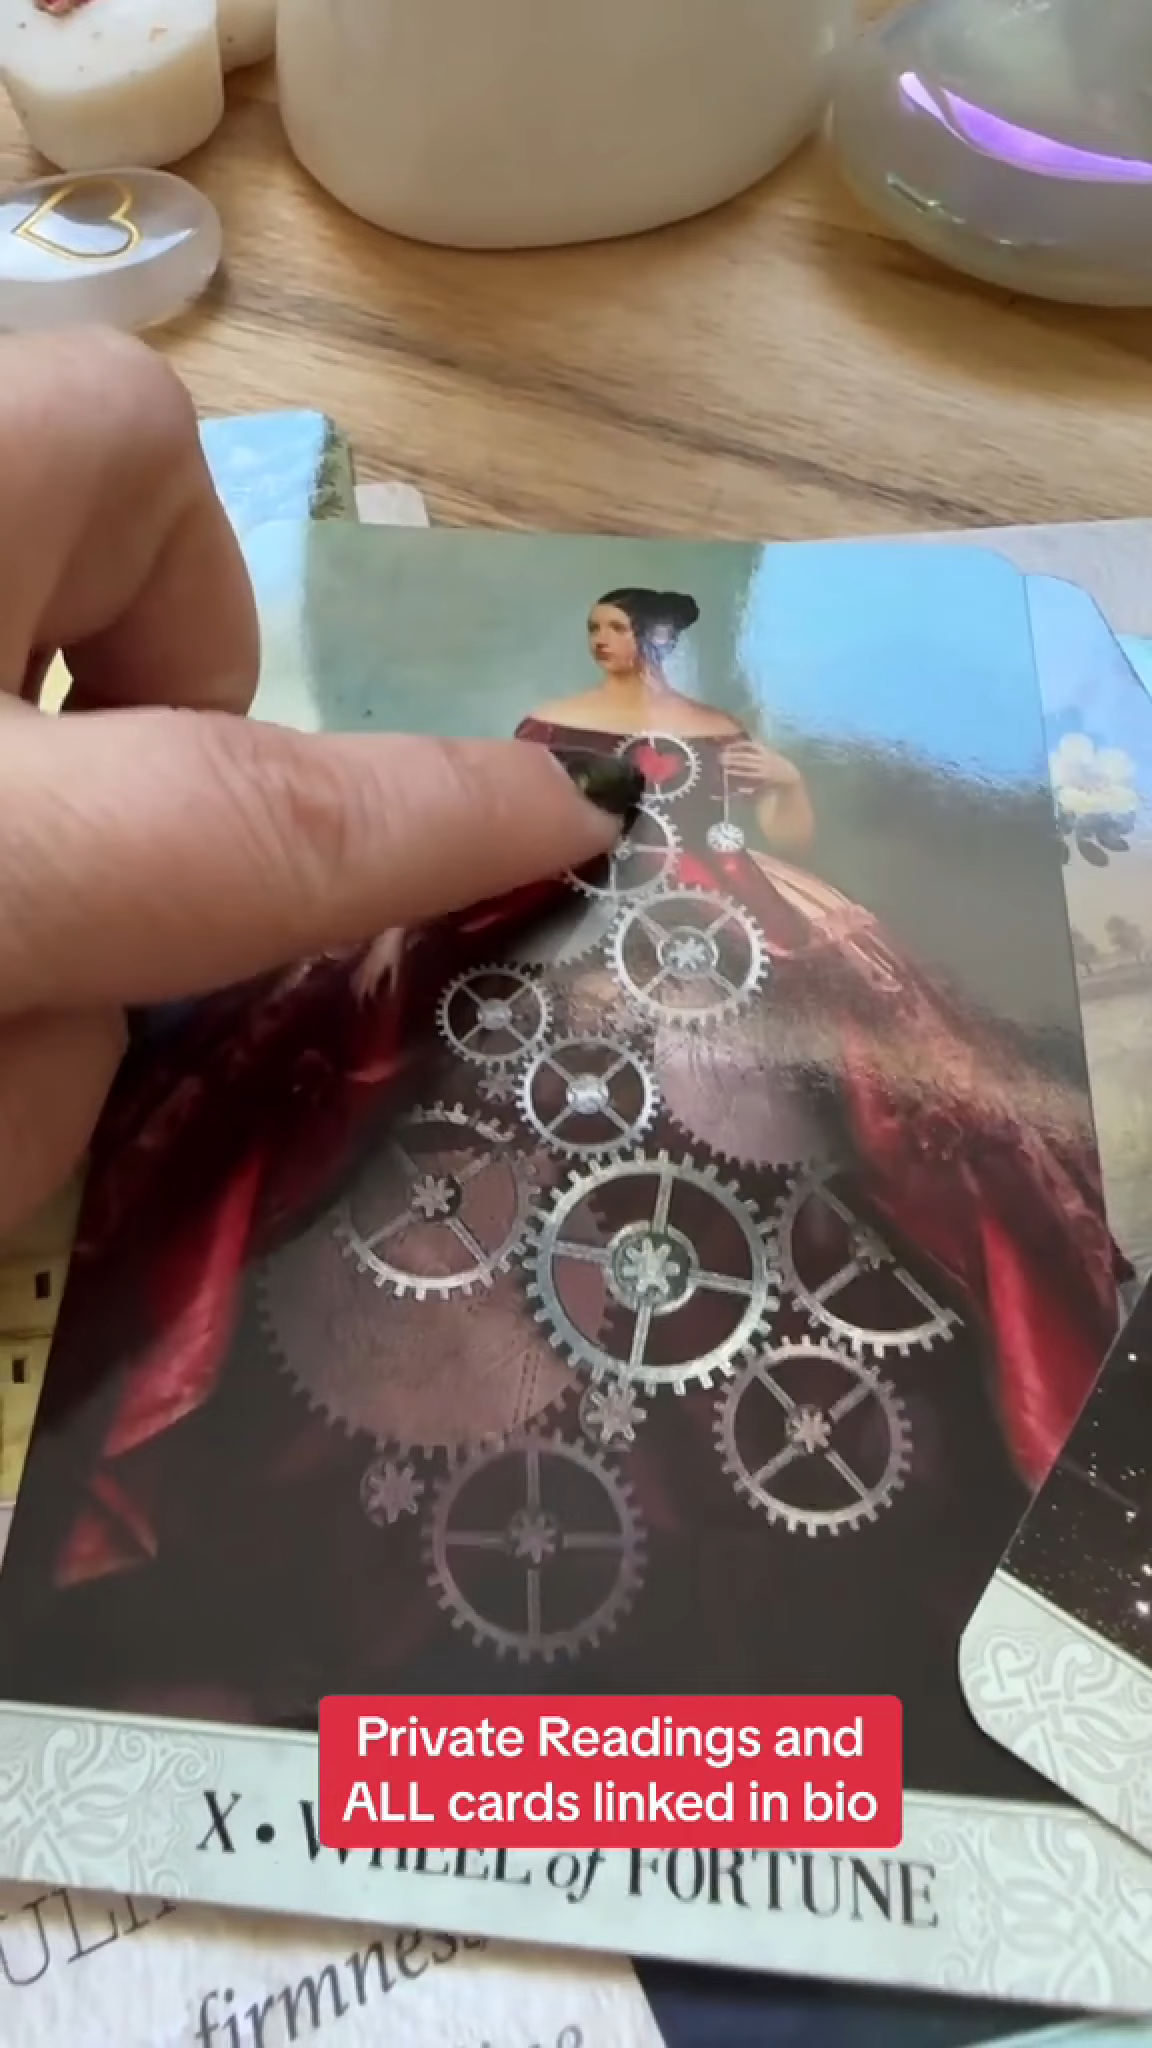 Private Readings and
ALL cards linked in bio
X • WHEEL of FORTUNE
firmness